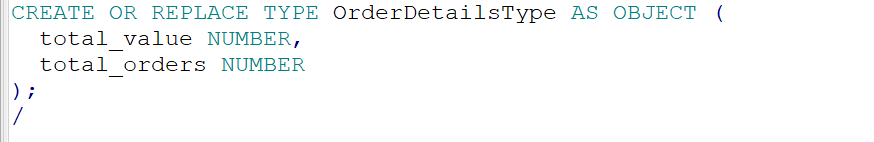 CREATE OR REPLACE TYPE OrderDetailsType AS OBJECT (
  total_value NUMBER,
  total_orders NUMBER
);
/